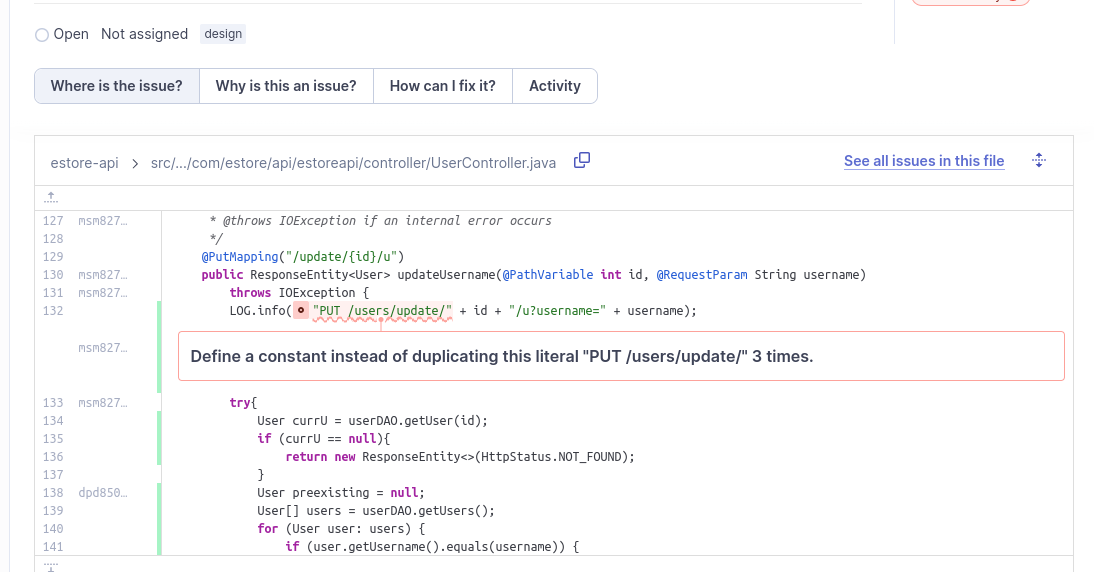 Open Not assigned design
Where is the issue? Why is this an issue? How can I fix it? Activity
estore-api > src/.../com/estore/api/estoreapi/controller/UserController.java See all issues in this file
127 msm827… * @throws IOException if an internal error occurs
128 */
129 @PutMapping("/update/{id}/u")
130 msm827… public ResponseEntity<User> updateUsername(@PathVariable int id, @RequestParam String username)
131 msm827… throws IOException {
132 LOG.info( "PUT /users/update/" + id + "/u?username=" + username);
msm827… Define a constant instead of duplicating this literal "PUT /users/update/" 3 times.
133 msm827… try{
134 User currU = userDAO.getUser(id);
135 if (currU == null){
136 return new ResponseEntity<>(HttpStatus.NOT_FOUND);
137 }
138 dpd850… User preexisting = null;
139 User[] users = userDAO.getUsers();
140 for (User user: users) {
141 if (user.getUsername().equals(username)) {